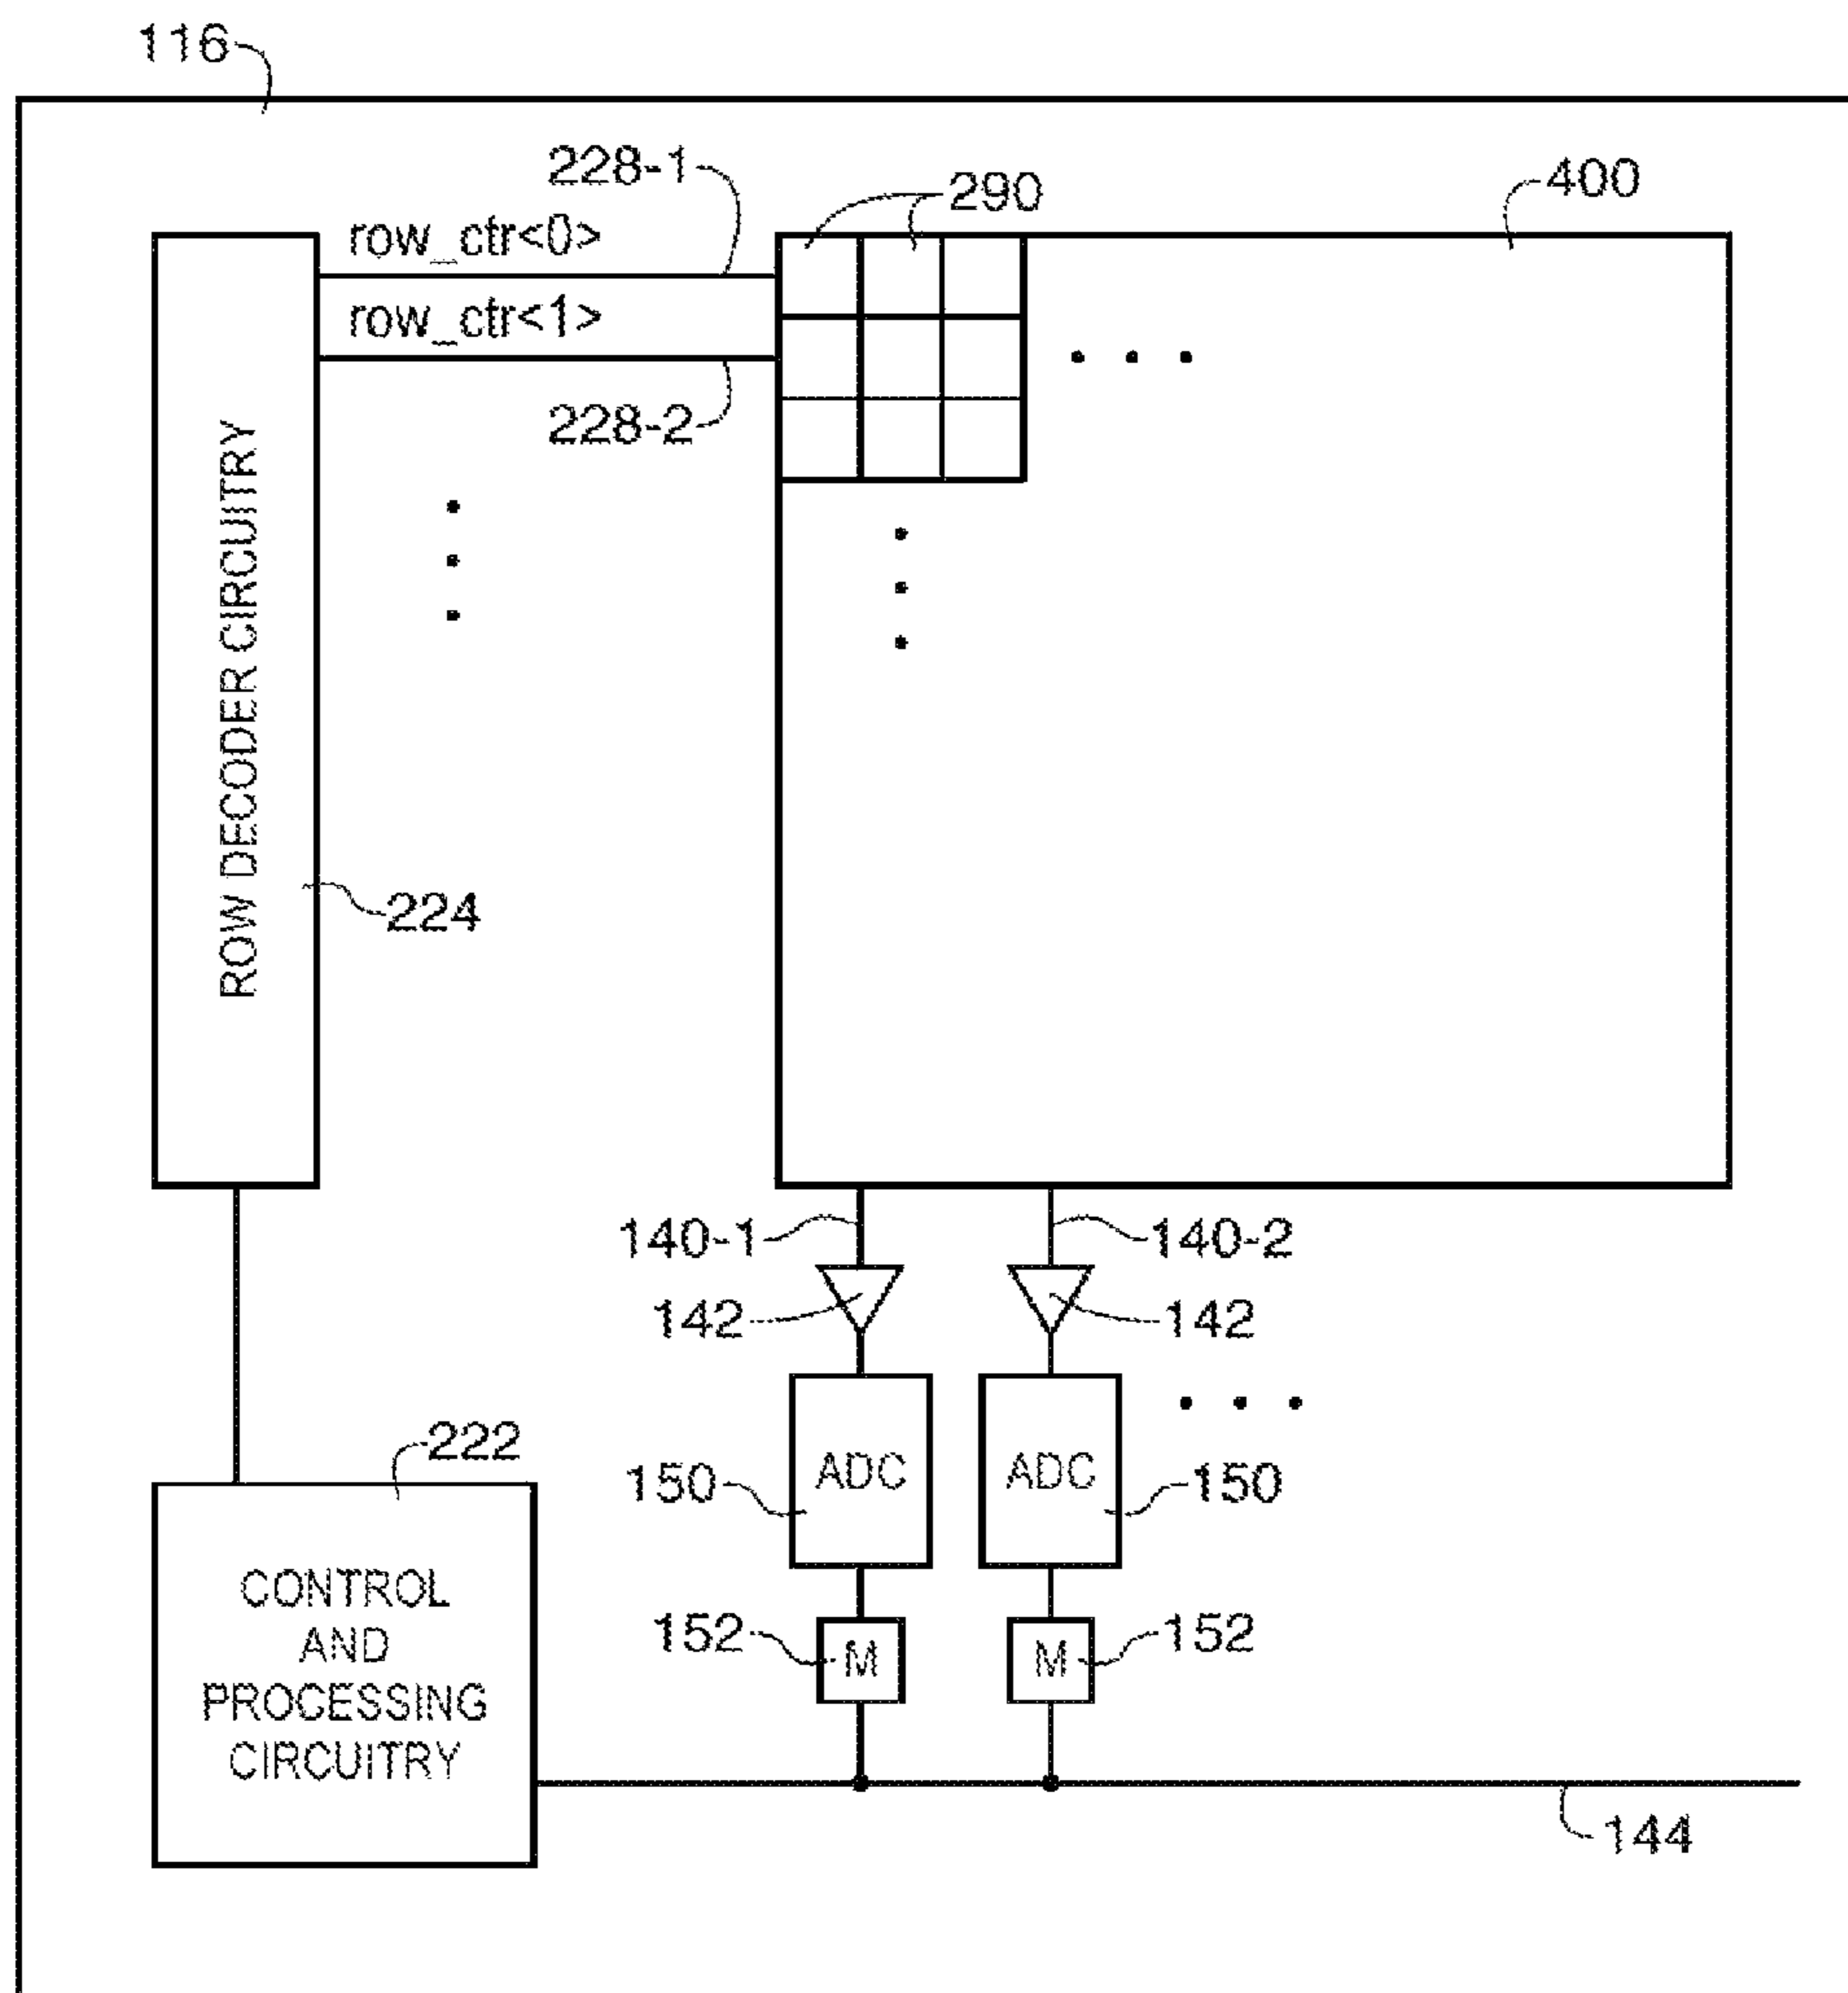 116
228-1
290
400
row_ctr<0>
row_ctr<1>
228-2
ROW DECODER CIRCUITRY
224
140-1
140-2
142
142
222
150
ADC
ADC
150
CONTROL
AND
PROCESSING
CIRCUITRY
152
M
M
152
144